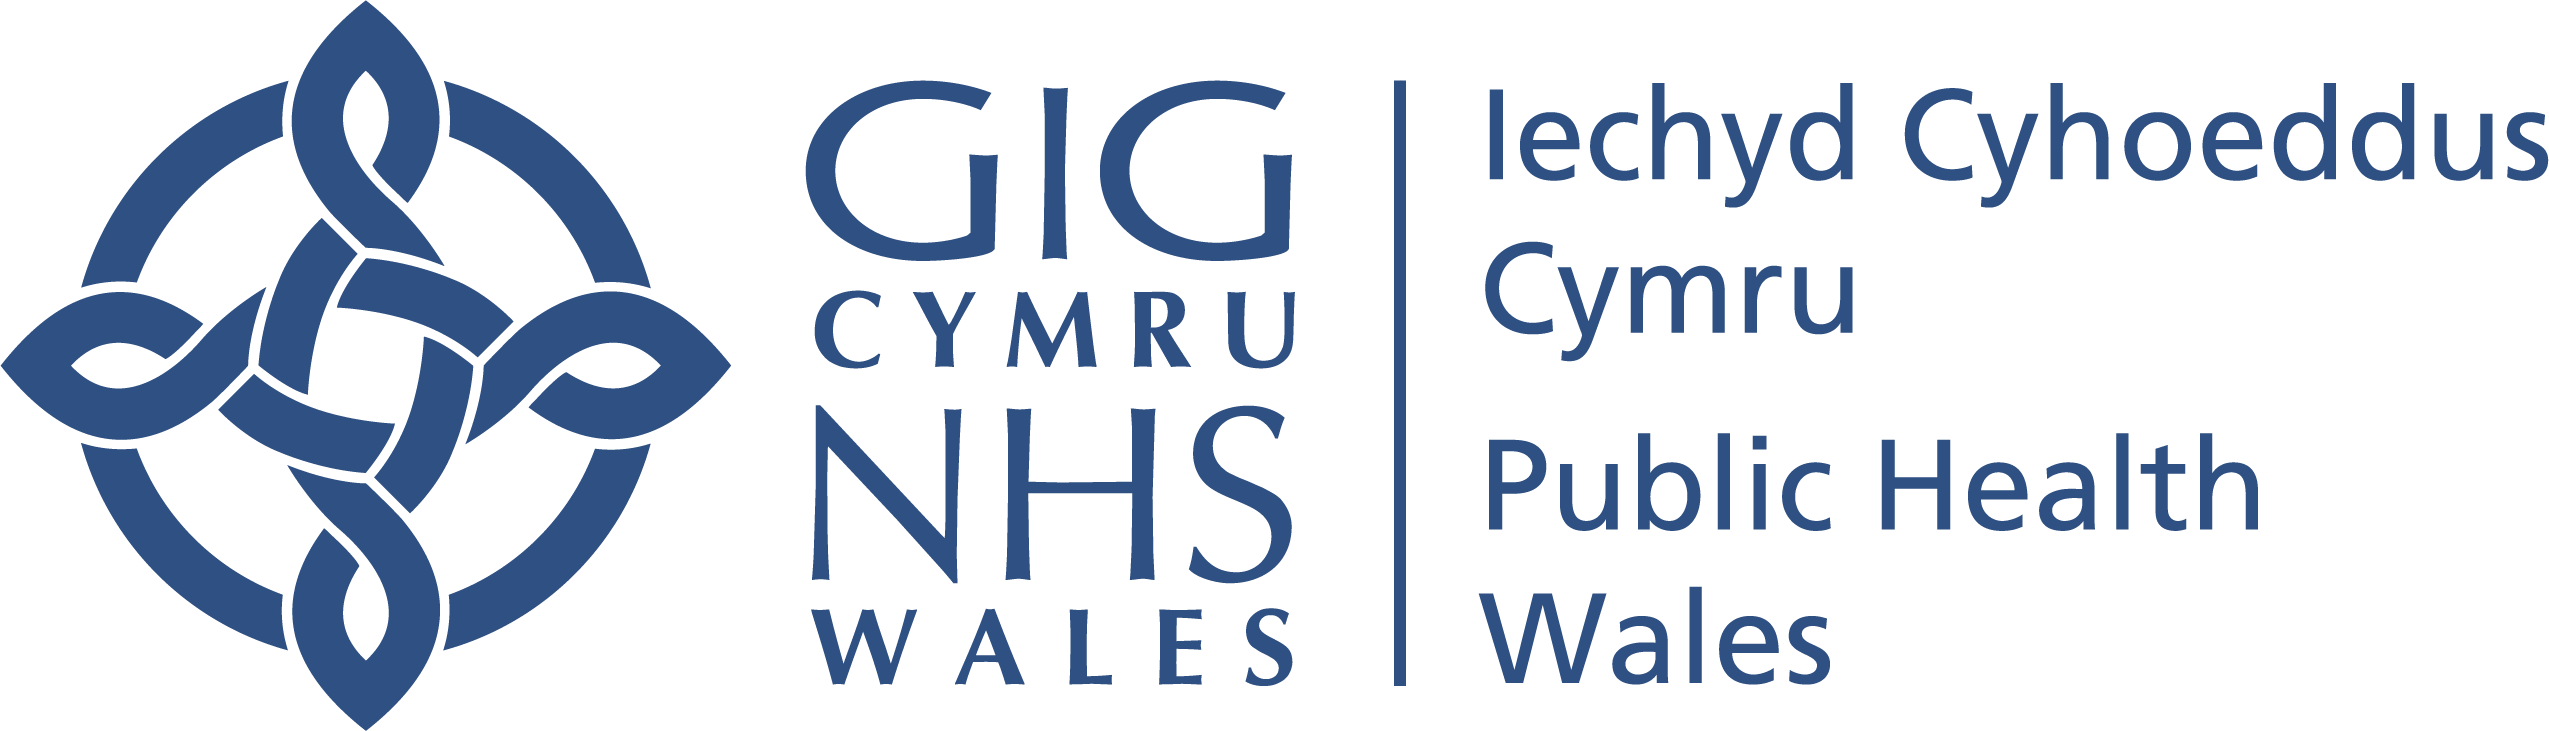 GIG
CYMRU
NHS
WALES
Iechyd Cyhoeddus
Cymru
Public Health
Wales